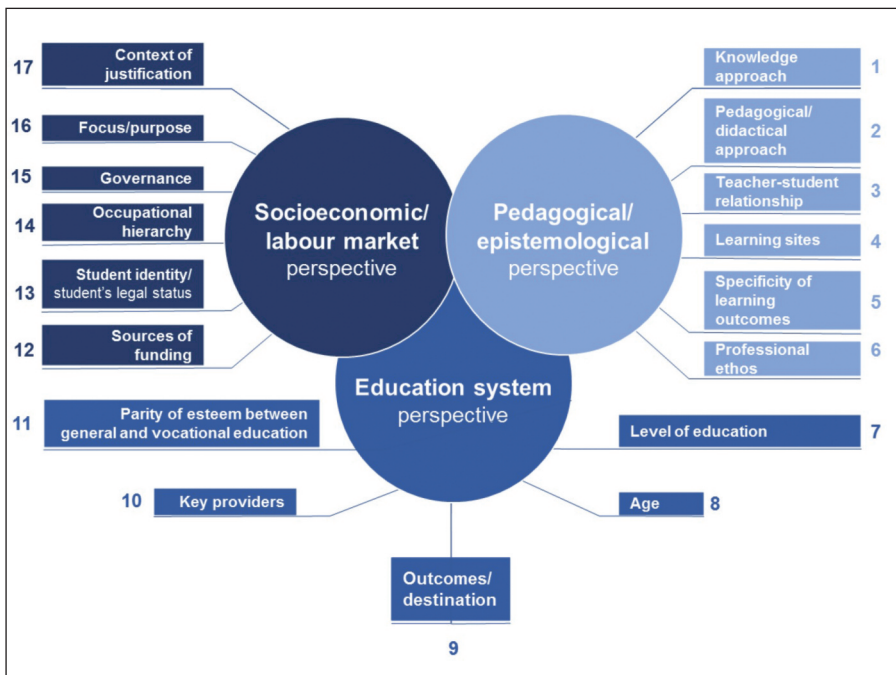 17
Context of
justification
16
Focus/purpose
15
Governance
14
Occupational
hierarchy
13
Student identity/
student's legal status
12
Sources of
funding
Socioeconomic/
labour market
perspective
Pedagogical/
epistemological
perspective
Knowledge
approach
1
Pedagogical/
didactical
approach
2
Teacher-student
relationship
3
Learning sites
4
Specificity of
learning
outcomes
5
Professional
ethos
6
Education system
perspective
11
Parity of esteem between
general and vocational education
Level of education
7
10
Key providers
Age
8
Outcomes/
destination
9